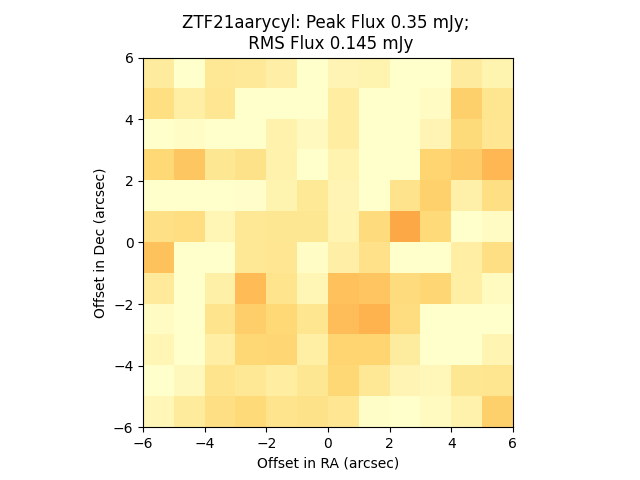 ZTF21aarycyl: Peak Flux 0.35 mJy;
RMS Flux 0.145 mJy
6
4
2
0
−2
−4
−6
Offset in Dec (arcsec)
−6 −4 −2 0 2 4 6
Offset in RA (arcsec)